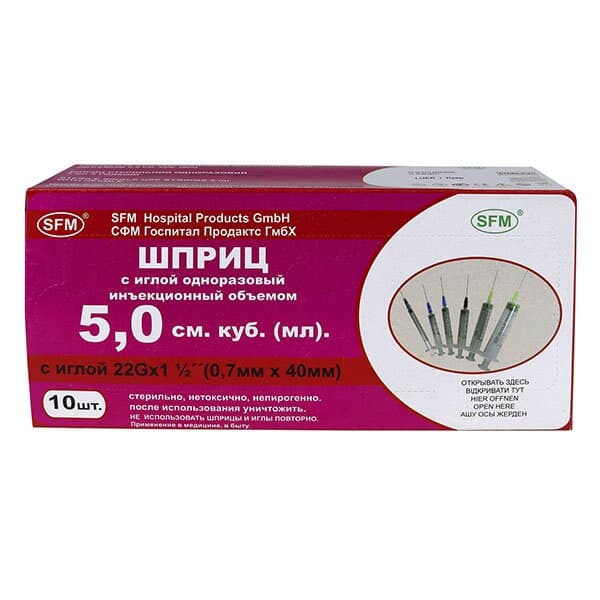 SFM®
SFM Hospital Products GmbH
СФМ Госпитал Продактс ГмбХ
ШПРИЦ
с иглой одноразовый
инъекционный объемом
5,0 см. куб. (мл).
с иглой 22Gx1 ½´´(0,7мм х 40мм)
10 шт.
стерильно, нетоксично, непирогенно.
после использования уничтожить.
НЕ ИСПОЛЬЗОВАТЬ ШПРИЦЫ И ИГЛЫ ПОВТОРНО.
Применение в медицине, в быту
SFM®
ОТКРЫВАТЬ ЗДЕСЬ
ВІДКРИВАТИ ТУТ
HIER OFFNEN
OPEN HERE
АШУ ОСЫ ЖЕРДЕН